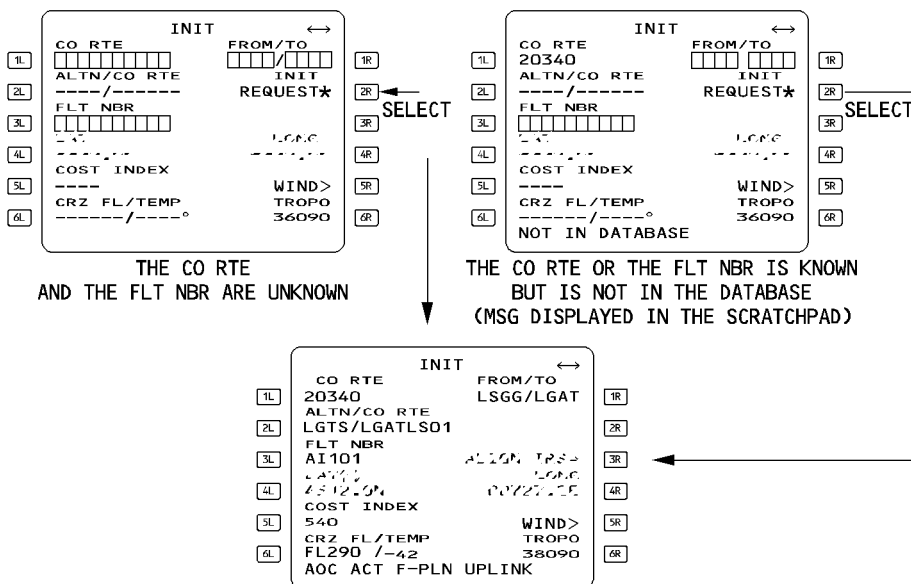 INIT ↔
CO RTE FROM/TO
1L 1R
ALTN/CO RTE INIT
2L ----/------ REQUEST* 2R
SELECT
FLT NBR
3L 3R
4L 4R
COST INDEX
5L ---- WIND> 5R
CRZ FL/TEMP TROPO
6L ------/----° 36090 6R
THE CO RTE
AND THE FLT NBR ARE UNKNOWN
INIT ↔
CO RTE FROM/TO
1L 20340 1R
ALTN/CO RTE INIT
2L ----/------ REQUEST* 2R
SELECT
FLT NBR
3L 3R
4L 4R
COST INDEX
5L ---- WIND> 5R
CRZ FL/TEMP TROPO
6L ------/----° 36090 6R
NOT IN DATABASE
THE CO RTE OR THE FLT NBR IS KNOWN
BUT IS NOT IN THE DATABASE
(MSG DISPLAYED IN THE SCRATCHPAD)
INIT ↔
CO RTE FROM/TO
1L 20340 LSGG/LGAT 1R
ALTN/CO RTE
2L LGTS/LGATLS01 2R
FLT NBR
3L AI101 ALIGN IRS 3R
4L 4R
COST INDEX
5L 540 WIND> 5R
CRZ FL/TEMP TROPO
6L FL290 /-42 38090 6R
AOC ACT F-PLN UPLINK